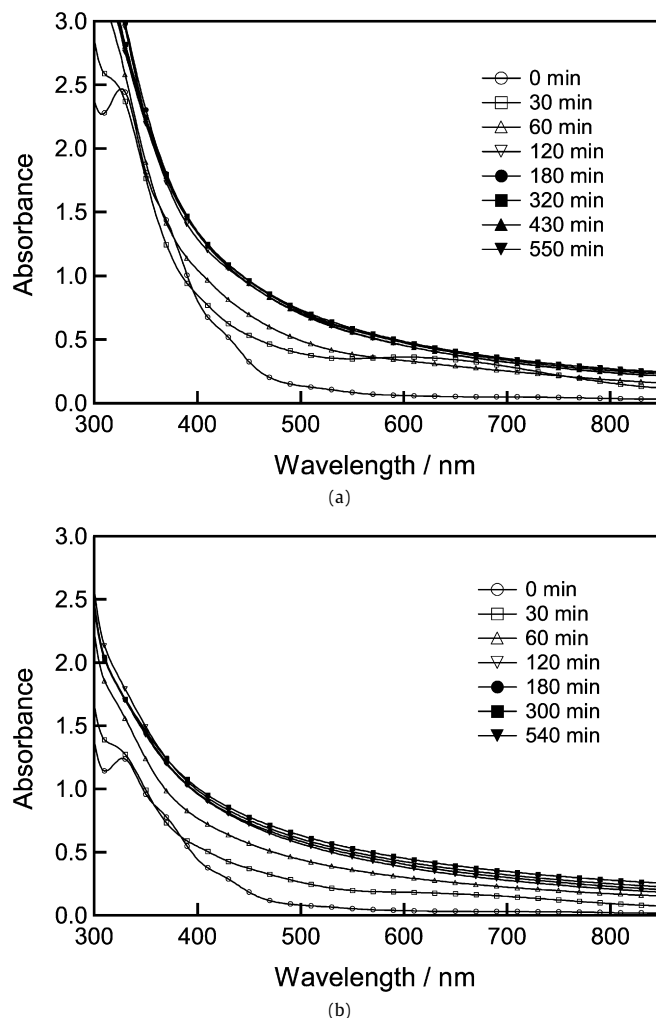 3.0
2.5
2.0
1.5
1.0
0.5
0.0
Absorbance
0 min
30 min
60 min
120 min
180 min
320 min
430 min
550 min
300 400 500 600 700 800
Wavelength / nm
(a)
3.0
2.5
2.0
1.5
1.0
0.5
0.0
Absorbance
0 min
30 min
60 min
120 min
180 min
300 min
540 min
300 400 500 600 700 800
Wavelength / nm
(b)